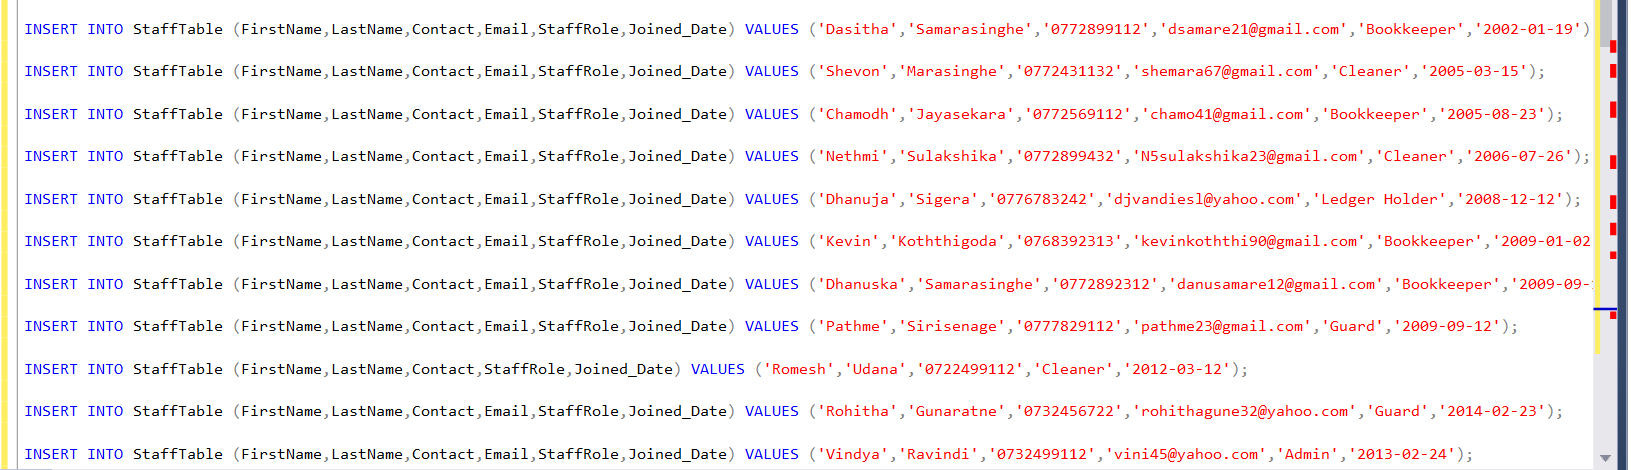 INSERT INTO StaffTable (FirstName,LastName,Contact,Email,StaffRole,Joined_Date) VALUES ('Dasitha','Samarasinghe','0772899112','dsamare21@gmail.com','Bookkeeper','2002-01-19')
INSERT INTO StaffTable (FirstName,LastName,Contact,Email,StaffRole,Joined_Date) VALUES ('Shevon','Marasinghe','0772431132','shemara67@gmail.com','Cleaner','2005-03-15');
INSERT INTO StaffTable (FirstName,LastName,Contact,Email,StaffRole,Joined_Date) VALUES ('Chamodh','Jayasekara','0772569112','chamo41@gmail.com','Bookkeeper','2005-08-23');
INSERT INTO StaffTable (FirstName,LastName,Contact,Email,StaffRole,Joined_Date) VALUES ('Nethmi','Sulakshika','0772899432','N5sulakshika23@gmail.com','Cleaner','2006-07-26');
INSERT INTO StaffTable (FirstName,LastName,Contact,Email,StaffRole,Joined_Date) VALUES ('Dhanuja','Sigera','0776783242','djvandiesl@yahoo.com','Ledger Holder','2008-12-12');
INSERT INTO StaffTable (FirstName,LastName,Contact,Email,StaffRole,Joined_Date) VALUES ('Kevin','Koththigoda','0768392313','kevinkoththi90@gmail.com','Bookkeeper','2009-01-02
INSERT INTO StaffTable (FirstName,LastName,Contact,Email,StaffRole,Joined_Date) VALUES ('Dhanuska','Samarasinghe','0772892312','danusamare12@gmail.com','Bookkeeper','2009-09-
INSERT INTO StaffTable (FirstName,LastName,Contact,Email,StaffRole,Joined_Date) VALUES ('Pathme','Sirisenage','0777829112','pathme23@gmail.com','Guard','2009-09-12');
INSERT INTO StaffTable (FirstName,LastName,Contact,StaffRole,Joined_Date) VALUES ('Romesh','Udana','0722499112','Cleaner','2012-03-12');
INSERT INTO StaffTable (FirstName,LastName,Contact,Email,StaffRole,Joined_Date) VALUES ('Rohitha','Gunaratne','0732456722','rohithagune32@yahoo.com','Guard','2014-02-23');
INSERT INTO StaffTable (FirstName,LastName,Contact,Email,StaffRole,Joined_Date) VALUES ('Vindya','Ravindi','0732499112','vini45@yahoo.com','Admin','2013-02-24');